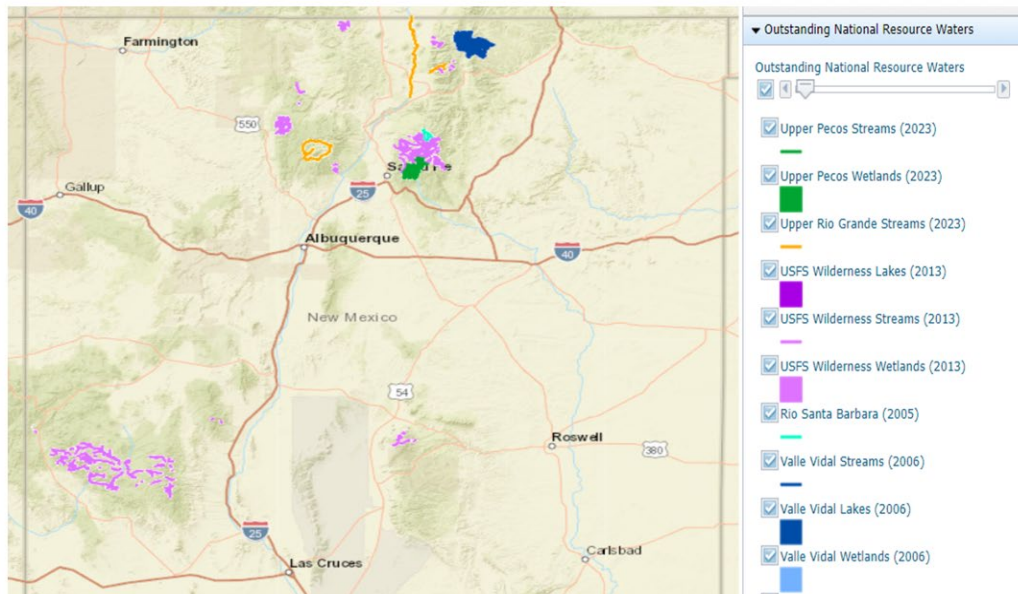 Farmington
550
Santa Fe
Gallup
25
40
Albuquerque
40
New Mexico
54
Roswell
380
25
Carlsbad
Las Cruces
Outstanding National Resource Waters
Outstanding National Resource Waters
Upper Pecos Streams (2023)
Upper Pecos Wetlands (2023)
Upper Rio Grande Streams (2023)
USFS Wilderness Lakes (2013)
USFS Wilderness Streams (2013)
USFS Wilderness Wetlands (2013)
Rio Santa Barbara (2005)
Valle Vidal Streams (2006)
Valle Vidal Lakes (2006)
Valle Vidal Wetlands (2006)